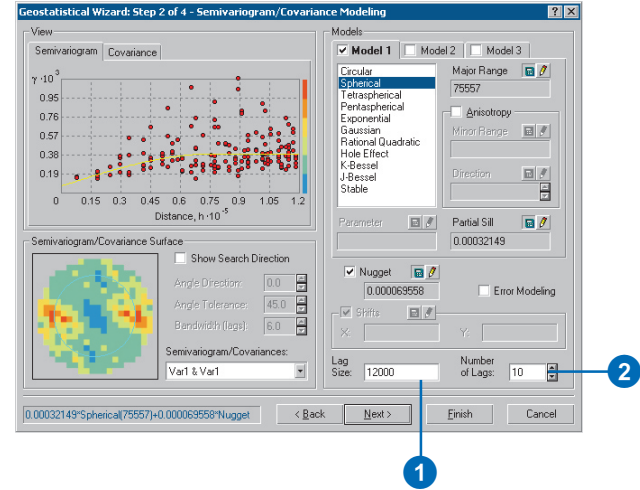 Geostatistical Wizard: Step 2 of 4 - Semivariogram/Covariance Modeling
View
Semivariogram Covariance
γ·10 3
0.95
0.76
0.57
0.38
0.19
0 0.15 0.3 0.45 0.6 0.75 0.9 1.05 1.2
Distance, h·10 -5
Semivariogram/Covariance Surface
Show Search Direction
Angle Direction: 0.0
Angle Tolerance: 45.0
Bandwidth (lags): 6.0
Semivariogram/Covariances:
Var1 & Var1
Models
Model 1 Model 2 Model 3
Circular
Spherical
Tetraspherical
Pentaspherical
Exponential
Gaussian
Rational Quadratic
Hole Effect
K-Bessel
J-Bessel
Stable
Major Range
75557
Anisotropy
Minor Range
Direction
Parameter
Partial Sill
0.00032149
Nugget
0.000069558
Error Modeling
Shifts
X: Y:
Lag Size: 12000
Number of Lags: 10
0.00032149*Spherical(75557)+0.000069558*Nugget
< Back Next > Finish Cancel
1
2